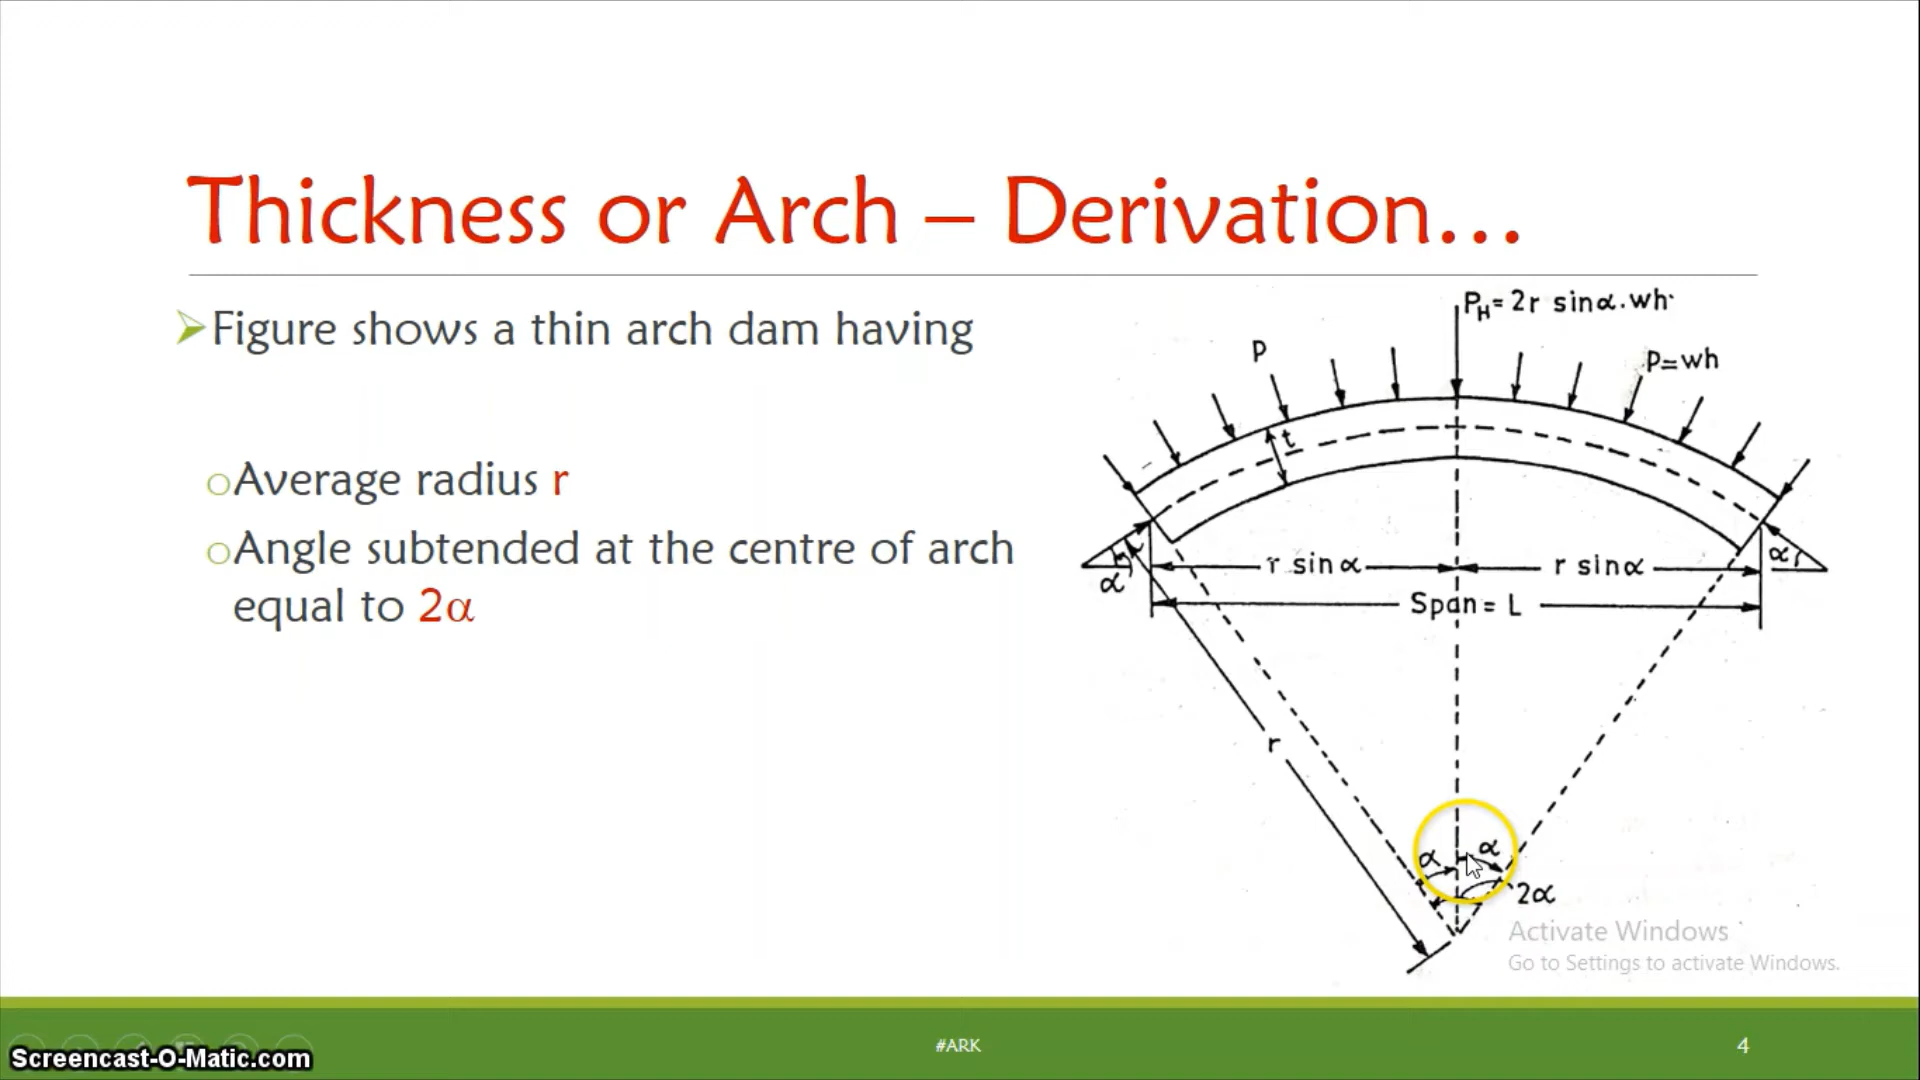 Thickness or Arch – Derivation...
Figure shows a thin arch dam having
Average radius r
Angle subtended at the centre of arch
equal to 2α
P_H = 2r sinα.wh.
P
P=wh
t
α
r sinα
r sinα
α
Span = L
r
α
α
2α
Activate Windows
Go to Settings to activate Windows.
Screencast-O-Matic.com
#ARK
4